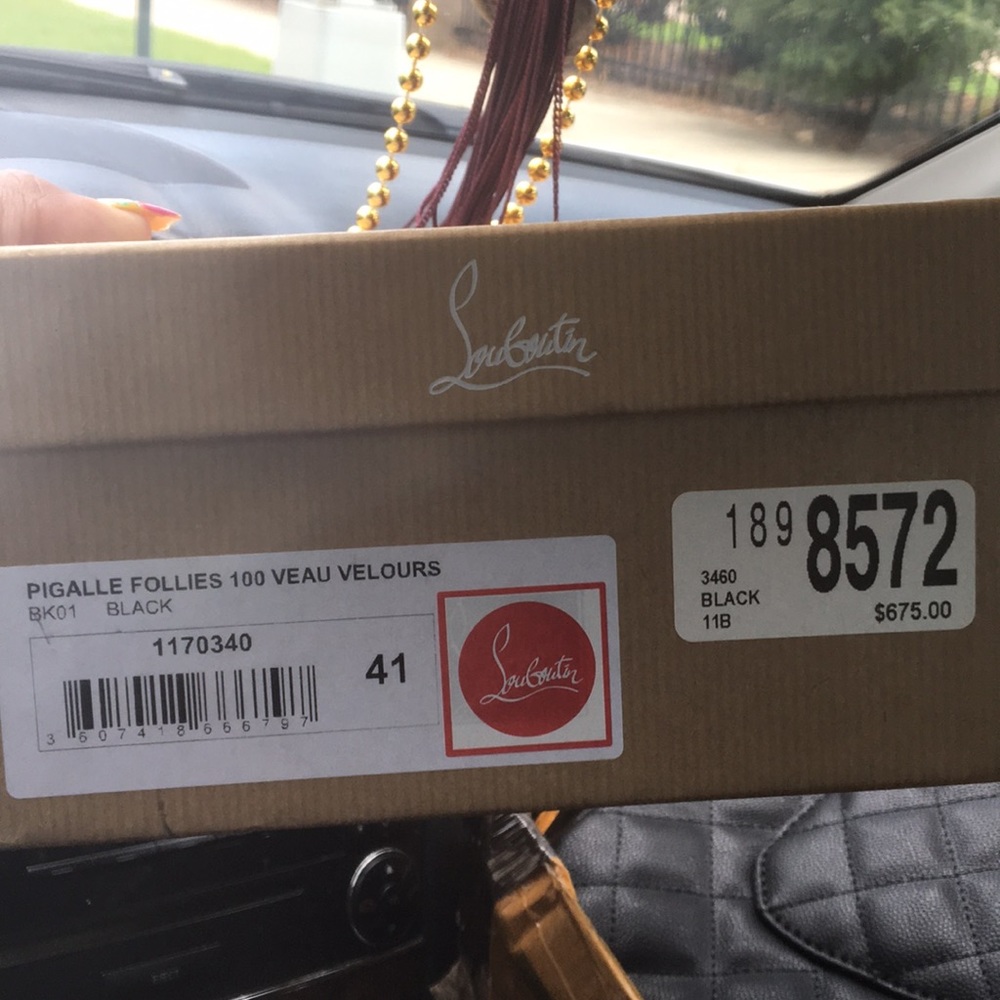 Louboutin
PIGALLE FOLLIES 100 VEAU VELOURS
BK01 BLACK
1170340
41
3 607418 656797
Louboutin
189 8572
3460
BLACK
11B
$675.00